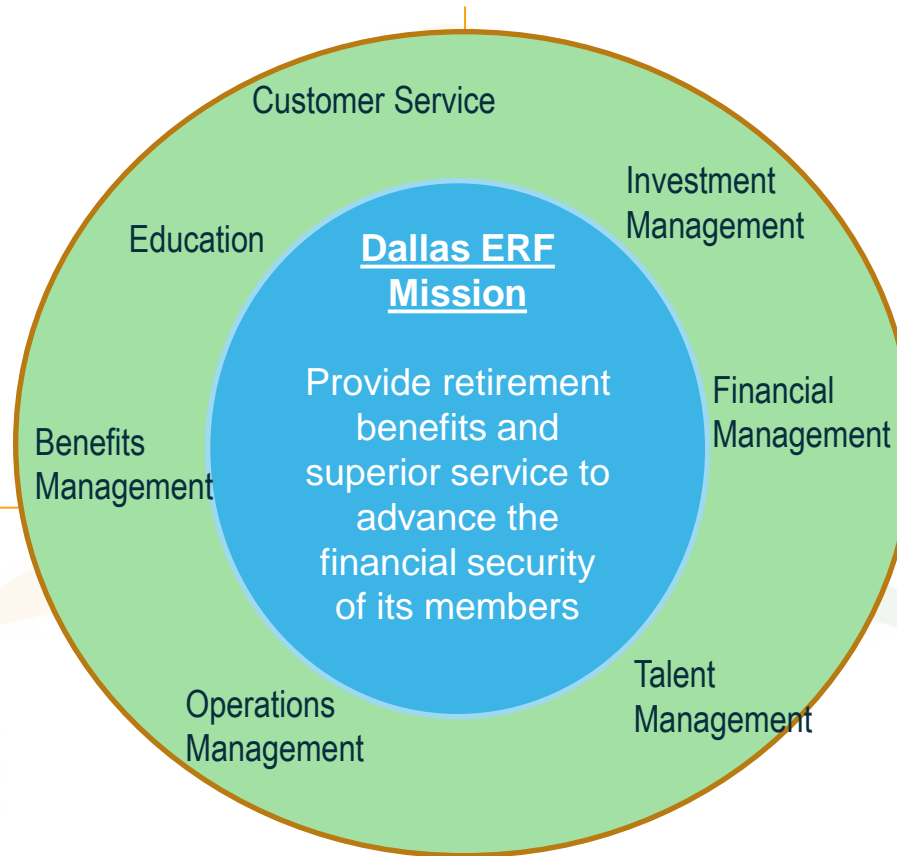 Customer Service
Investment
Management
Education
Dallas ERF
Mission
Provide retirement
benefits and
superior service to
advance the
financial security
of its members
Financial
Management
Benefits
Management
Talent
Management
Operations
Management